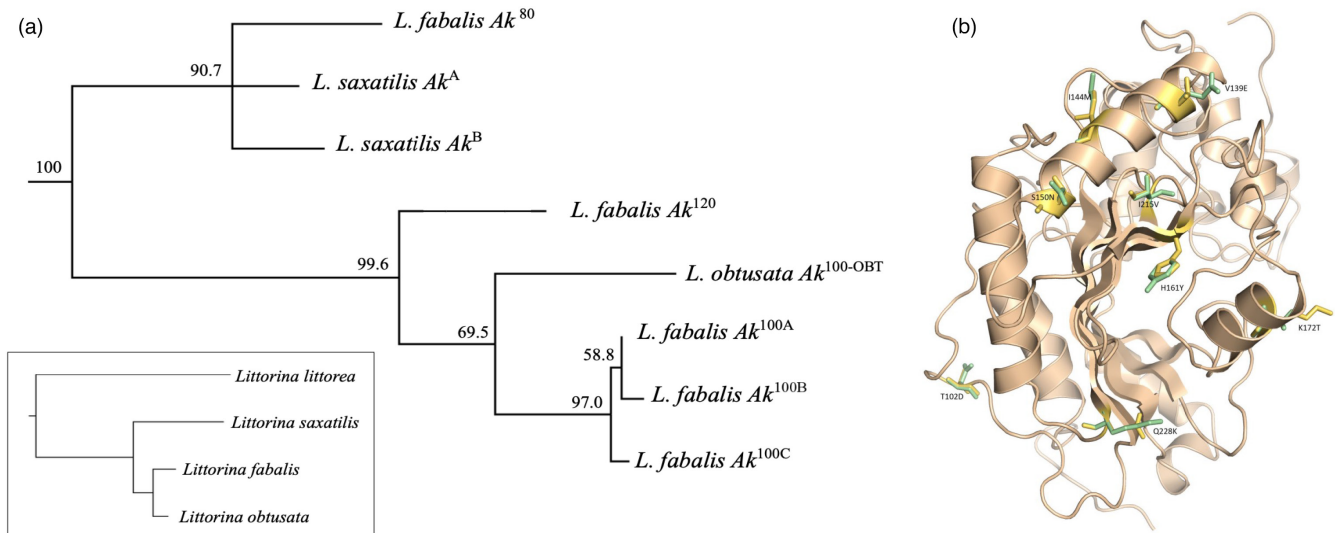 (a)
L. fabalis Ak80
90.7
L. saxatilis AkA
L. saxatilis AkB
100
L. fabalis Ak120
99.6
L. obtusata Ak100-OBT
69.5
L. fabalis Ak100A
58.8
L. fabalis Ak100B
97.0
L. fabalis Ak100C
Littorina littorea
Littorina saxatilis
Littorina fabalis
Littorina obtusata
(b)
I144M
V139E
S150N
I215V
H161Y
K172T
T102D
Q228K